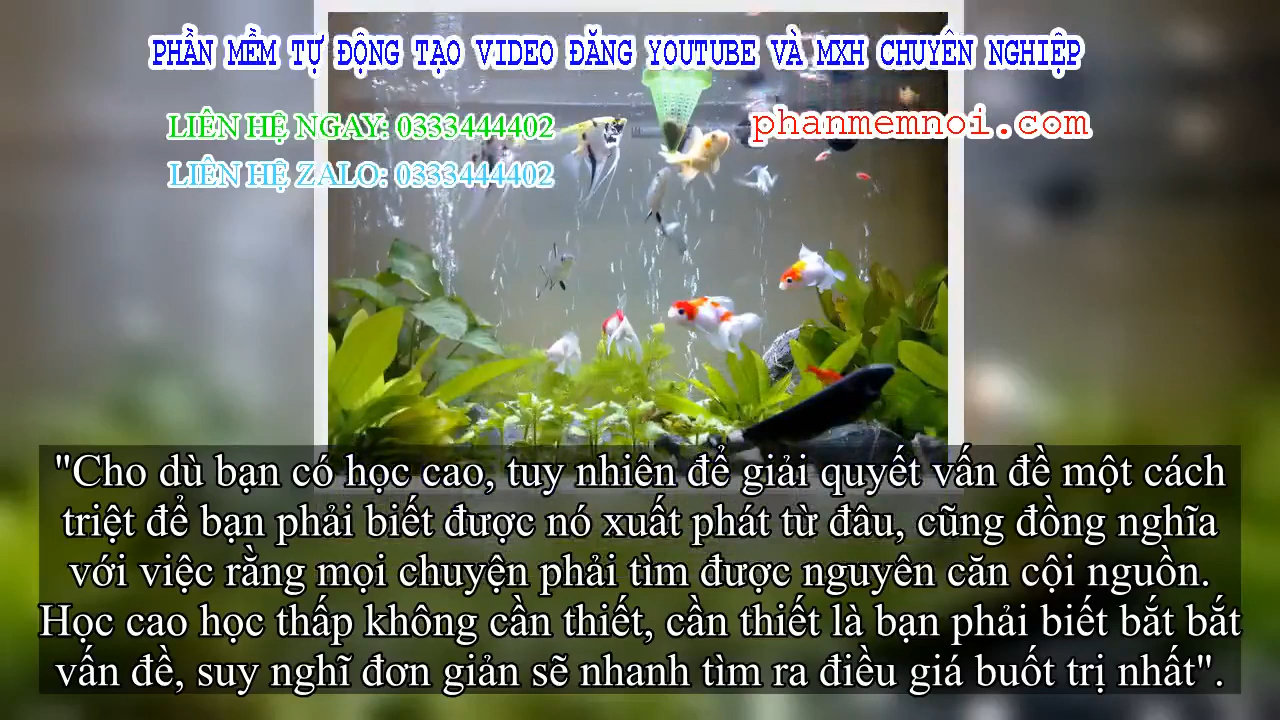 PHẦN MỀM TỰ ĐỘNG TẠO VIDEO ĐĂNG YOUTUBE VÀ MXH CHUYÊN NGHIỆP
LIÊN HỆ NGAY: 0333444402
phanmemnoi.com
LIÊN HỆ ZALO: 0333444402
"Cho dù bạn có học cao, tuy nhiên để giải quyết vấn đề một cách
triệt để bạn phải biết được nó xuất phát từ đâu, cũng đồng nghĩa
với việc rằng mọi chuyện phải tìm được nguyên căn cội nguồn.
Học cao học thấp không cần thiết, cần thiết là bạn phải biết bắt bắt
vấn đề, suy nghĩ đơn giản sẽ nhanh tìm ra điều giá buốt trị nhất".